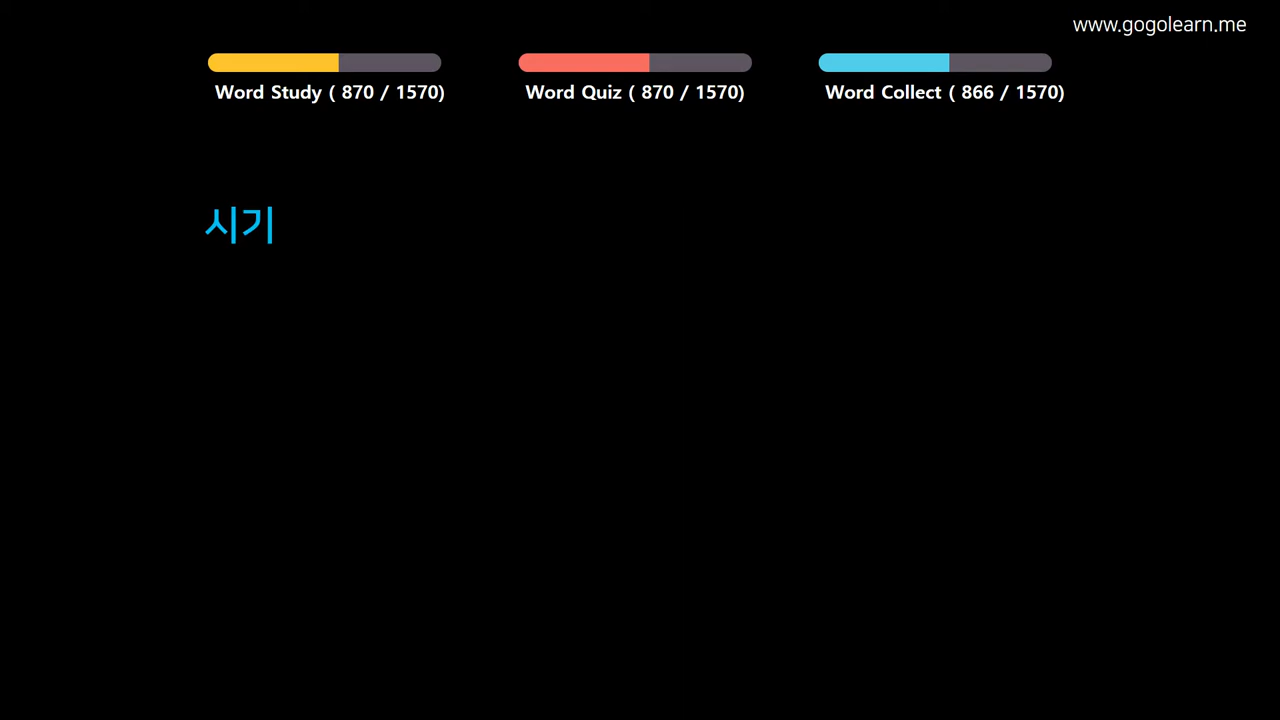 www.gogolearn.me
Word Study ( 870 / 1570)
Word Quiz ( 870 / 1570)
Word Collect ( 866 / 1570)
시기